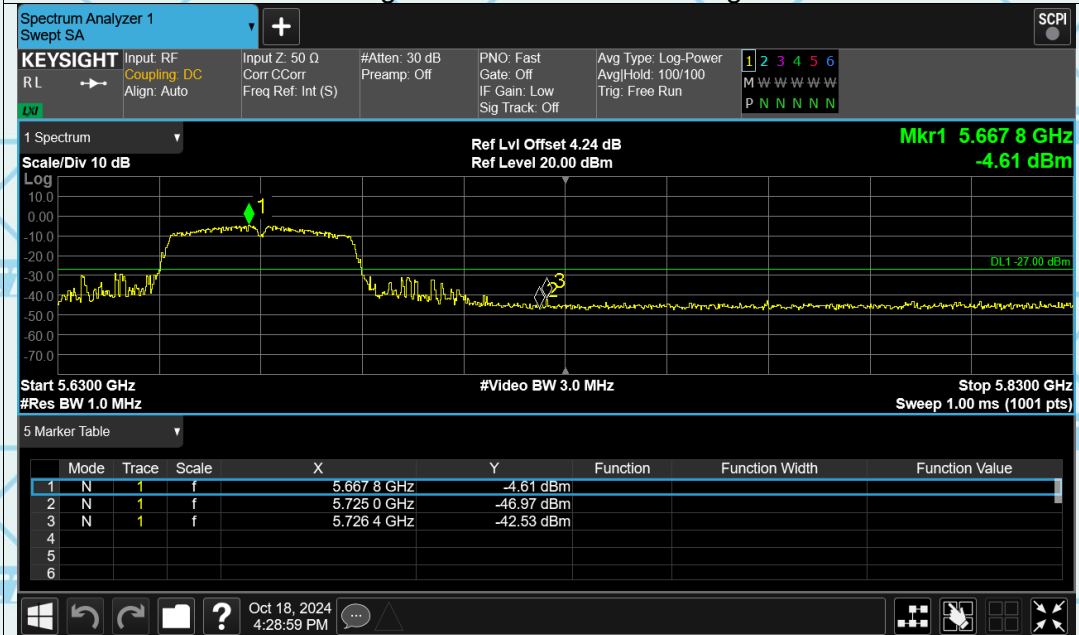 Spectrum Analyzer 1
Swept SA
+
SCPI
KEYSIGHT
R L
LXI
Input: RF
Coupling: DC
Align: Auto
Input Z: 50 Ω
Corr CCorr
Freq Ref: Int (S)
#Atten: 30 dB
Preamp: Off
PNO: Fast
Gate: Off
IF Gain: Low
Sig Track: Off
Avg Type: Log-Power
Avg|Hold: 100/100
Trig: Free Run
1 2 3 4 5 6
M W W W W W
P N N N N N
1 Spectrum
Scale/Div 10 dB
Ref Lvl Offset 4.24 dB
Ref Level 20.00 dBm
Mkr1 5.667 8 GHz
-4.61 dBm
Log
10.0
0.00
-10.0
-20.0
-30.0
-40.0
-50.0
-60.0
-70.0
1
2
3
DL1 -27.00 dBm
Start 5.6300 GHz
#Res BW 1.0 MHz
#Video BW 3.0 MHz
Stop 5.8300 GHz
Sweep 1.00 ms (1001 pts)
5 Marker Table
Mode Trace Scale X Y Function Function Width Function Value
1 N 1 f 5.667 8 GHz -4.61 dBm
2 N 1 f 5.725 0 GHz -46.97 dBm
3 N 1 f 5.726 4 GHz -42.53 dBm
4
5
6
?
Oct 18, 2024
4:28:59 PM